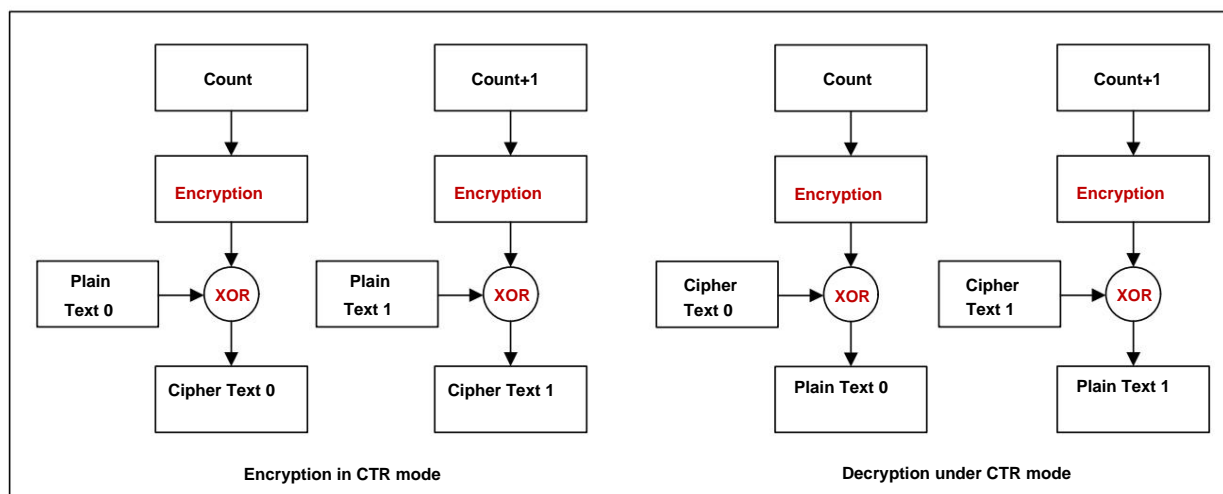 Count
Count+1
Count
Count+1
Encryption
Encryption
Encryption
Encryption
Plain
Text 0
XOR
Plain
Text 1
XOR
Cipher
Text 0
XOR
Cipher
Text 1
XOR
Cipher Text 0
Cipher Text 1
Plain Text 0
Plain Text 1
Encryption in CTR mode
Decryption under CTR mode